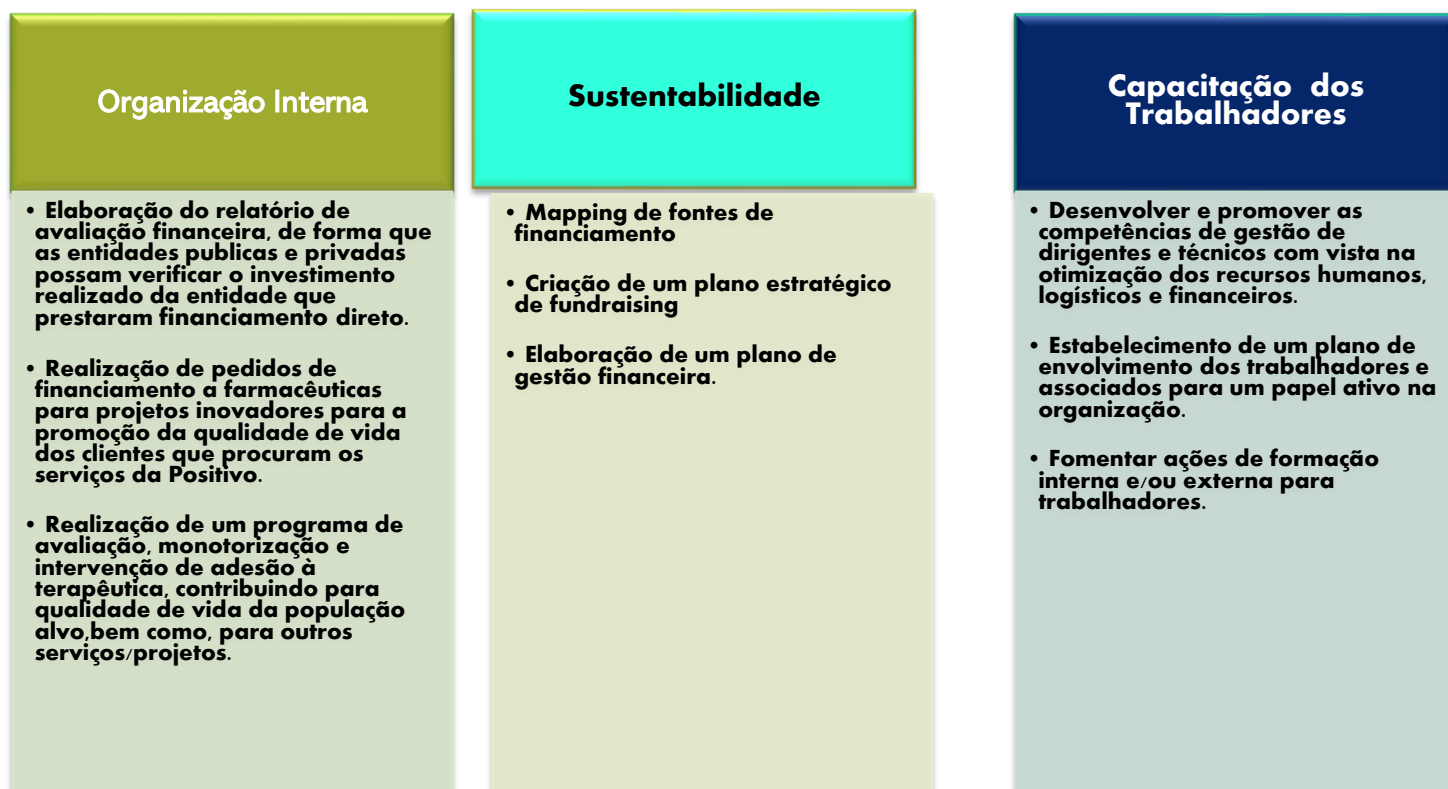 Organização Interna
• Elaboração do relatório de
avaliação financeira, de forma que
as entidades publicas e privadas
possam verificar o investimento
realizado da entidade que
prestaram financiamento direto.
• Realização de pedidos de
financiamento a farmacêuticas
para projetos inovadores para a
promoção da qualidade de vida
dos clientes que procuram os
serviços da Positivo.
• Realização de um programa de
avaliação, monotorização e
intervenção de adesão à
terapêutica, contribuindo para
qualidade de vida da população
alvo,bem como, para outros
serviços/projetos.
Sustentabilidade
• Mapping de fontes de
financiamento
• Criação de um plano estratégico
de fundraising
• Elaboração de um plano de
gestão financeira.
Capacitação dos
Trabalhadores
• Desenvolver e promover as
competências de gestão de
dirigentes e técnicos com vista na
otimização dos recursos humanos,
logísticos e financeiros.
• Estabelecimento de um plano de
envolvimento dos trabalhadores e
associados para um papel ativo na
organização.
• Fomentar ações de formação
interna e/ou externa para
trabalhadores.